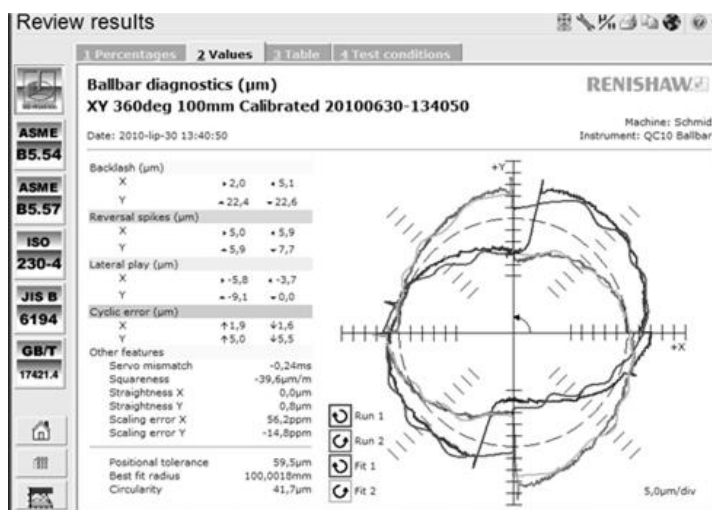 Review results
1 Percentages 2 Values 3 Table 4 Test conditions
Ballbar diagnostics (µm)
XY 360deg 100mm Calibrated 20100630-134050
RENISHAW
Machine: Schmid
Date: 2010-lip-30 13:40:50
Instrument: QC10 Ballbar
ASME
B5.54
ASME
B5.57
ISO
230-4
JIS B
6194
GB/T
17421.4
Backlash (µm)
X 2,0 5,1
Y -22,4 -22,6
Reversal spikes (µm)
X 5,0 5,9
Y 5,9 -7,7
Lateral play (µm)
X -5,8 -3,7
Y -9,1 0,0
Cyclic error (µm)
X ↑1,9 ↓1,6
Y ↑5,0 ↓5,5
Other features
Servo mismatch -0,24ms
Squareness -39,6µm/m
Straightness X 0,0µm
Straightness Y 0,8µm
Scaling error X 56,2ppm
Scaling error Y -14,8ppm
Positional tolerance 59,5µm
Best fit radius 100,0018mm
Circularity 41,7µm
Run 1
Run 2
Fit 1
Fit 2
+Y
+X
5,0µm/div